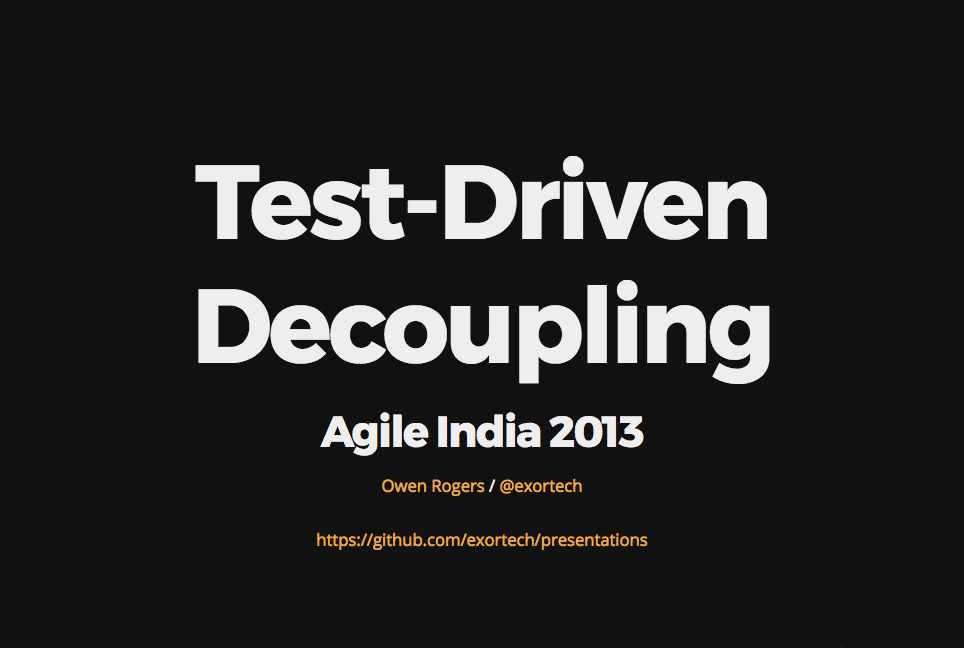 Test-Driven
Decoupling
Agile India 2013
Owen Rogers / @exortech
https://github.com/exortech/presentations